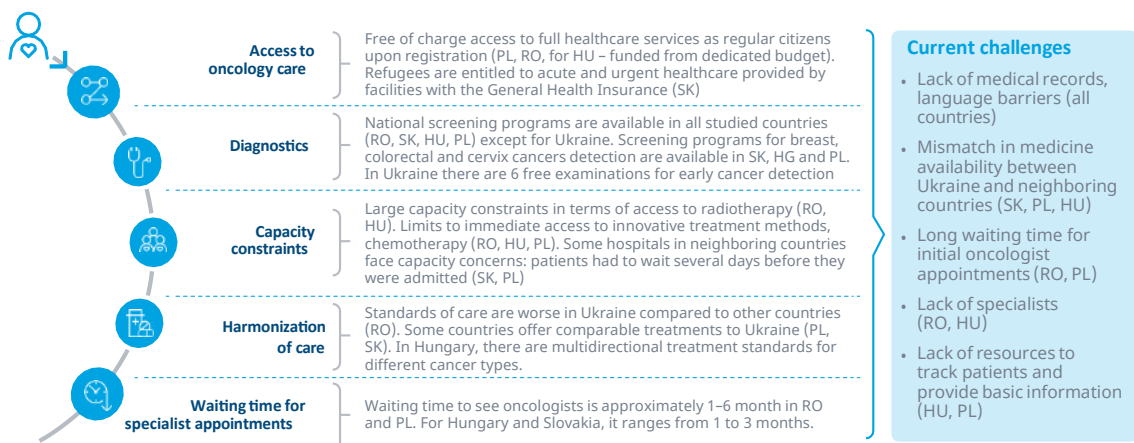 Access to
oncology care
Free of charge access to full healthcare services as regular citizens
upon registration (PL, RO, for HU – funded from dedicated budget).
Refugees are entitled to acute and urgent healthcare provided by
facilities with the General Health Insurance (SK)
Diagnostics
National screening programs are available in all studied countries
(RO, SK, HU, PL) except for Ukraine. Screening programs for breast,
colorectal and cervix cancers detection are available in SK, HG and PL.
In Ukraine there are 6 free examinations for early cancer detection
Capacity
constraints
Large capacity constraints in terms of access to radiotherapy (RO,
HU). Limits to immediate access to innovative treatment methods,
chemotherapy (RO, HU, PL). Some hospitals in neighboring countries
face capacity concerns: patients had to wait several days before they
were admitted (SK, PL)
Harmonization
of care
Standards of care are worse in Ukraine compared to other countries
(RO). Some countries offer comparable treatments to Ukraine (PL,
SK). In Hungary, there are multidirectional treatment standards for
different cancer types.
Waiting time for
specialist appointments
Waiting time to see oncologists is approximately 1–6 month in RO
and PL. For Hungary and Slovakia, it ranges from 1 to 3 months.
Current challenges
• Lack of medical records,
language barriers (all
countries)
• Mismatch in medicine
availability between
Ukraine and neighboring
countries (SK, PL, HU)
• Long waiting time for
initial oncologist
appointments (RO, PL)
• Lack of specialists
(RO, HU)
• Lack of resources to
track patients and
provide basic information
(HU, PL)